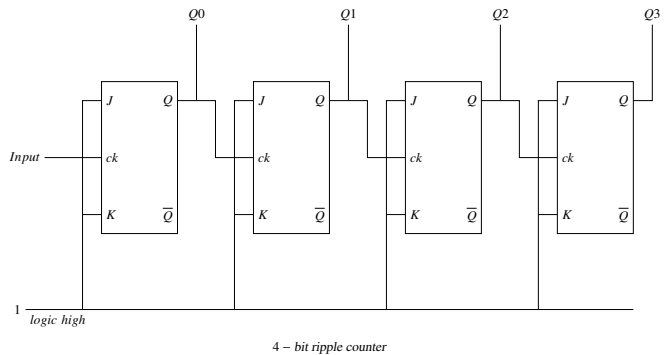 Q0 Q1 Q2 Q3
J Q J Q J Q J Q
Input ck ck ck ck
K Q̅ K Q̅ K Q̅ K Q̅
1
logic high
4 – bit ripple counter